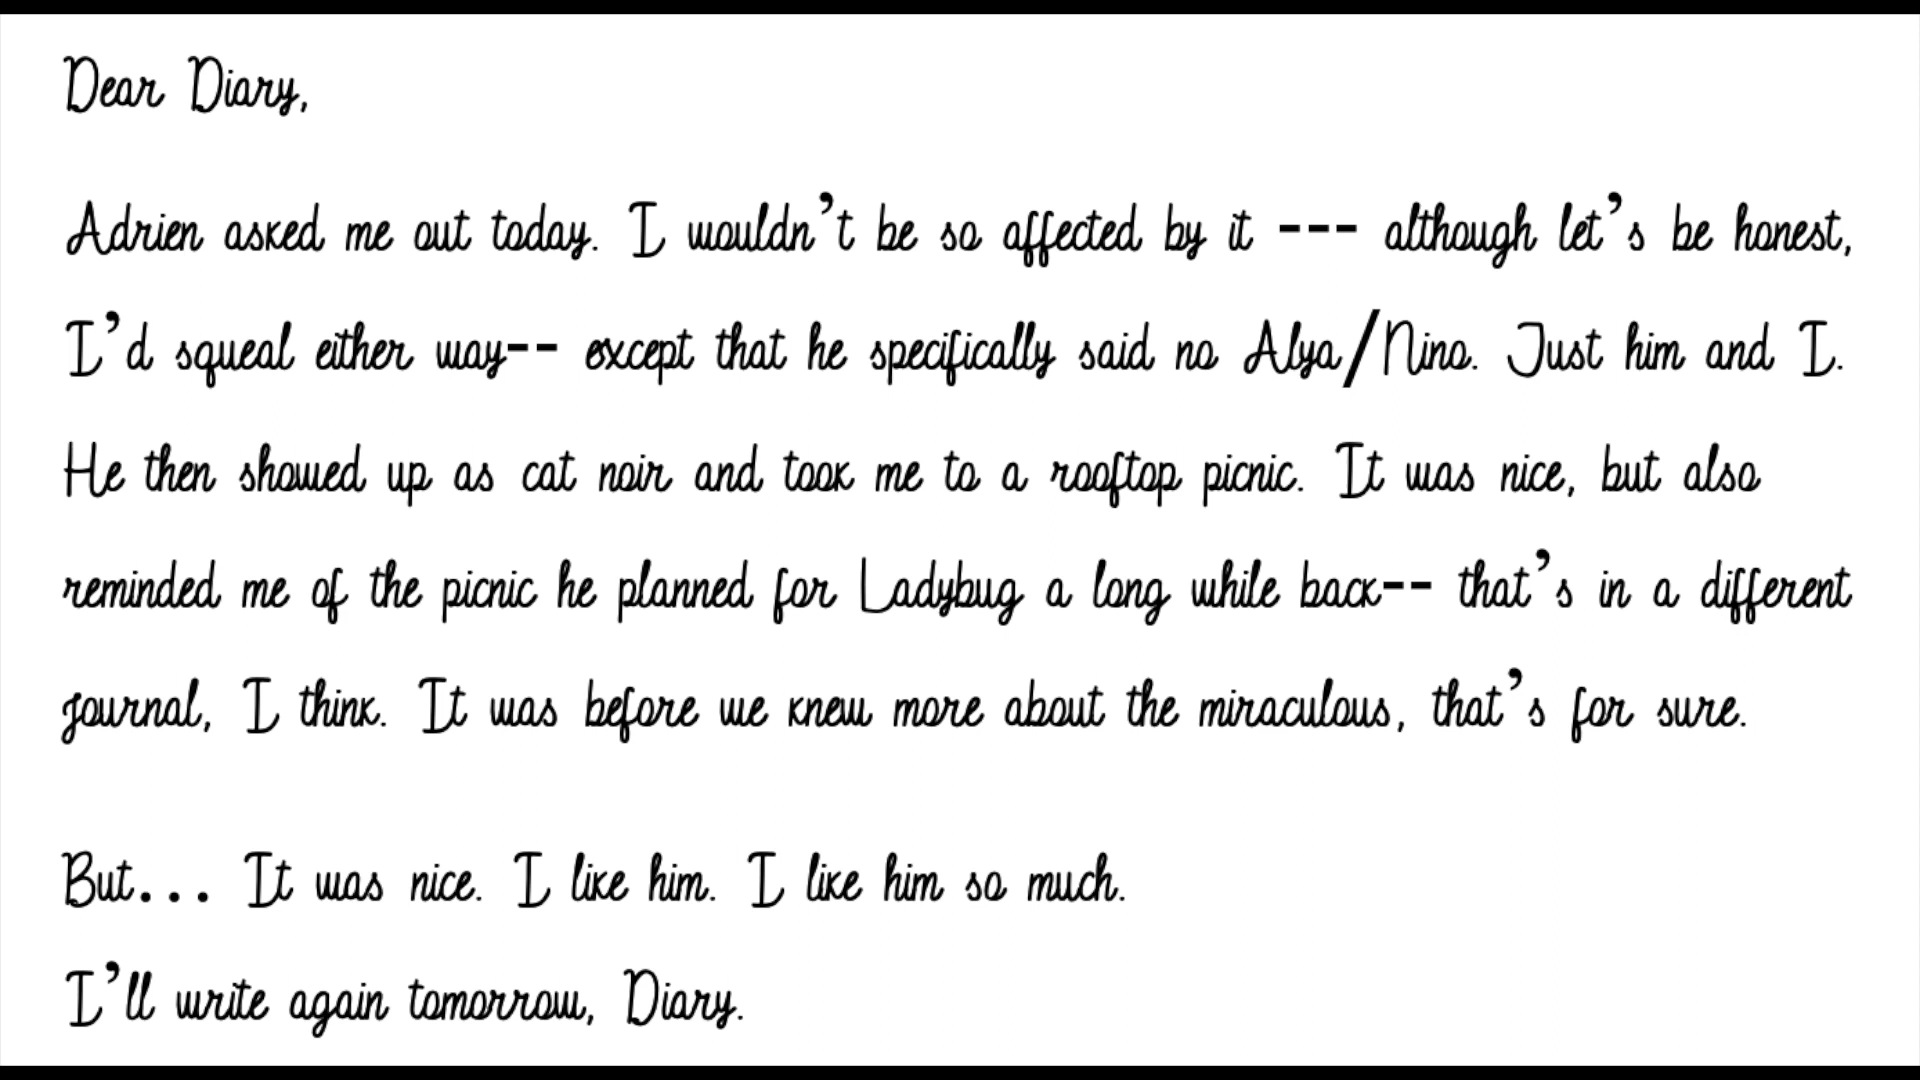 Dear Diary,
Adrien asked me out today. I wouldn't be so affected by it --- although let's be honest,
I'd squeal either way-- except that he specifically said no Alya/Nino. Just him and I.
He then showed up as cat noir and took me to a rooftop picnic. It was nice, but also
reminded me of the picnic he planned for Ladybug a long while back-- that's in a different
journal, I think. It was before we knew more about the miraculous, that's for sure.
But... It was nice. I like him. I like him so much.
I'll write again tomorrow, Diary.